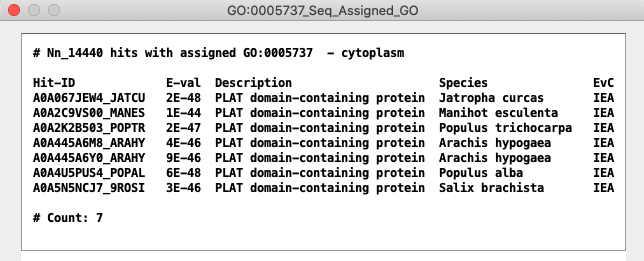 GO:0005737_Seq_Assigned_GO
# Nn_14440 hits with assigned GO:0005737  - cytoplasm
Hit-ID             E-val  Description                     Species              EvC
A0A067JEW4_JATCU   2E-48  PLAT domain-containing protein  Jatropha curcas      IEA
A0A2C9VS00_MANES   1E-44  PLAT domain-containing protein  Manihot esculenta    IEA
A0A2K2B503_POPTR   2E-47  PLAT domain-containing protein  Populus trichocarpa  IEA
A0A445A6M8_ARAHY   4E-46  PLAT domain-containing protein  Arachis hypogaea     IEA
A0A445A6Y0_ARAHY   9E-46  PLAT domain-containing protein  Arachis hypogaea     IEA
A0A4U5PUS4_POPAL   6E-48  PLAT domain-containing protein  Populus alba         IEA
A0A5N5NCJ7_9ROSI   3E-46  PLAT domain-containing protein  Salix brachista      IEA
# Count: 7